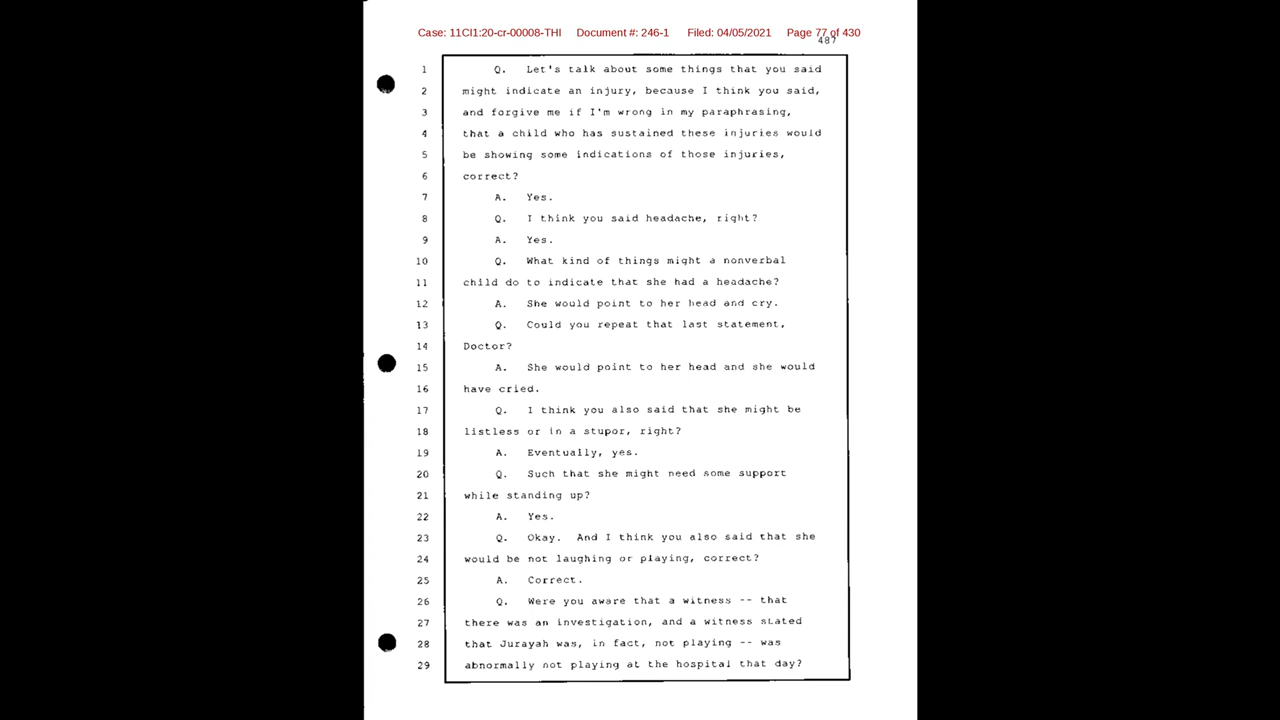 Case: 11CI1:20-cr-00008-THI Document #: 246-1 Filed: 04/05/2021 Page 77 of 430
487
1 Q. Let's talk about some things that you said
2 might indicate an injury, because I think you said,
3 and forgive me if I'm wrong in my paraphrasing,
4 that a child who has sustained these injuries would
5 be showing some indications of those injuries,
6 correct?
7 A. Yes.
8 Q. I think you said headache, right?
9 A. Yes.
10 Q. What kind of things might a nonverbal
11 child do to indicate that she had a headache?
12 A. She would point to her head and cry.
13 Q. Could you repeat that last statement,
14 Doctor?
15 A. She would point to her head and she would
16 have cried.
17 Q. I think you also said that she might be
18 listless or in a stupor, right?
19 A. Eventually, yes.
20 Q. Such that she might need some support
21 while standing up?
22 A. Yes.
23 Q. Okay. And I think you also said that she
24 would be not laughing or playing, correct?
25 A. Correct.
26 Q. Were you aware that a witness -- that
27 there was an investigation, and a witness stated
28 that Jurayah was, in fact, not playing -- was
29 abnormally not playing at the hospital that day?